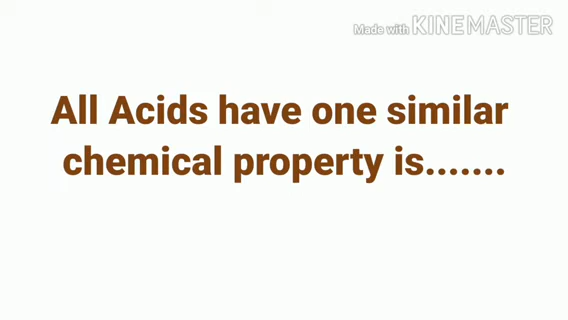 Made with KINEMASTER
All Acids have one similar
chemical property is.......